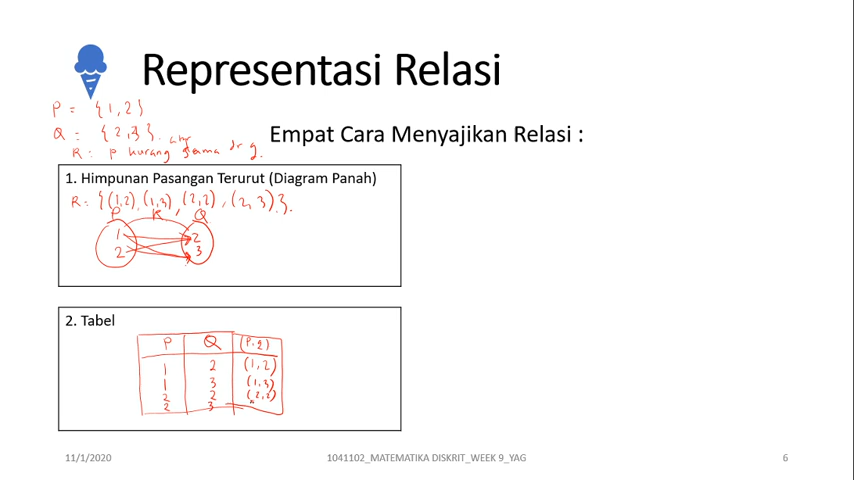 Representasi Relasi
P = {1,2}
Q = {2,3}.
R : p kurang sama dr q.
Empat Cara Menyajikan Relasi :
1. Himpunan Pasangan Terurut (Diagram Panah)
R = {(1,2), (1,3), (2,2), (2,3)}.
P R Q
1 2
2 3
2. Tabel
P Q (P,2)
1 2 (1,2)
1 3 (1,3)
2 2 (2,2)
2 3
11/1/2020 1041102_MATEMATIKA DISKRIT_WEEK 9_YAG 6